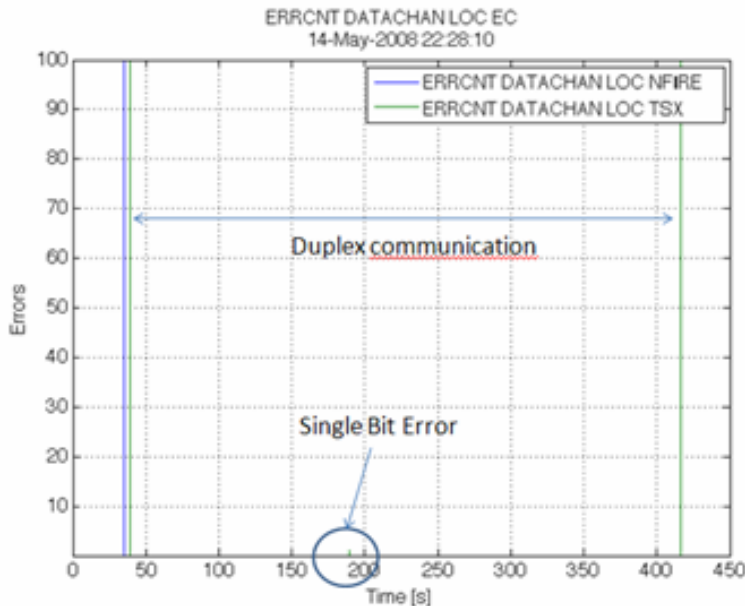 ERRCNT DATACHAN LOC EC
14-May-2008 22:28:10
100
90
80
70
60
50
40
30
20
10
Errors
ERRCNT DATACHAN LOC NFIRE
ERRCNT DATACHAN LOC TSX
Duplex communication
Single Bit Error
0 50 100 150 200 250 300 350 400 450
Time [s]